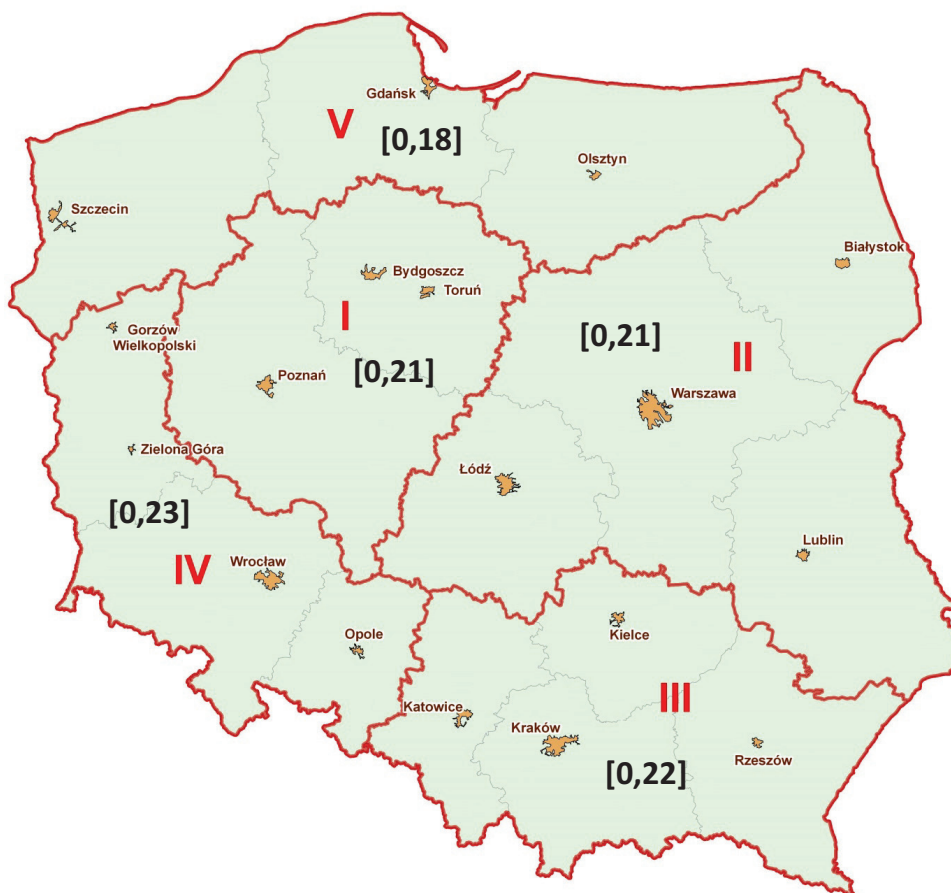 Gdańsk
V
[0,18]
Olsztyn
Szczecin
Białystok
Bydgoszcz
Toruń
I
Gorzów
Wielkopolski
[0,21]
II
Poznań
[0,21]
Warszawa
Zielona Góra
Łódź
[0,23]
Lublin
IV
Wrocław
Opole
Kielce
III
Katowice
Kraków
Rzeszów
[0,22]